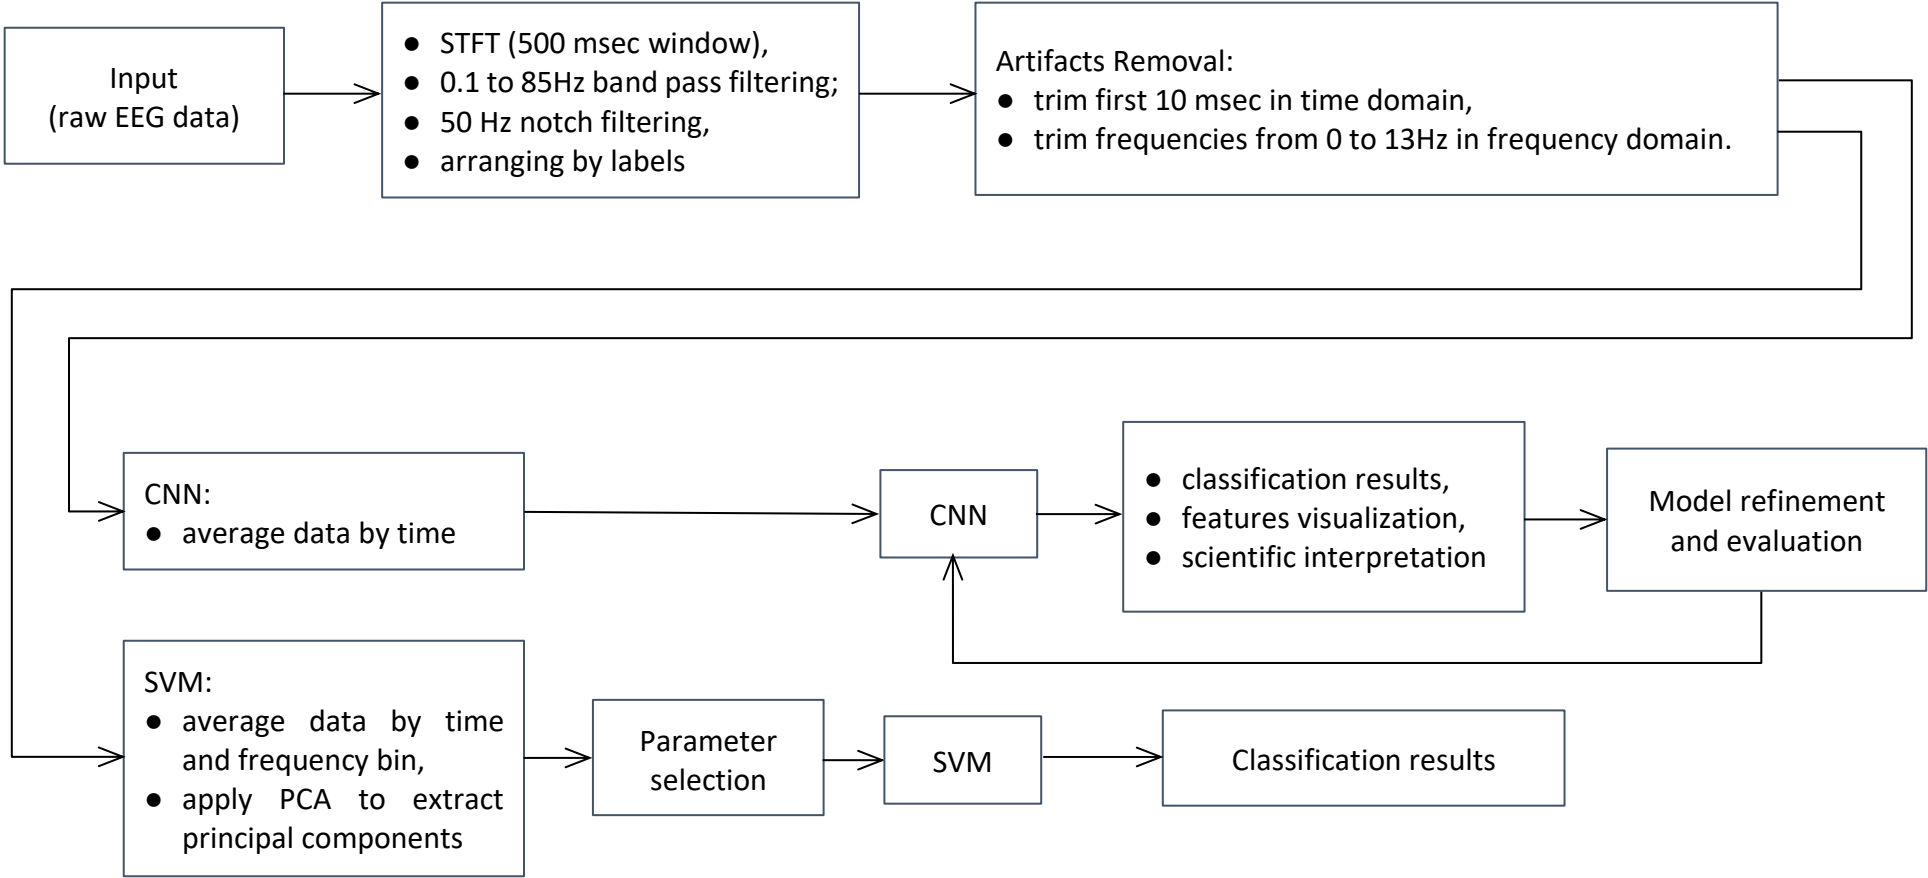 Input
(raw EEG data)
● STFT (500 msec window),
● 0.1 to 85Hz band pass filtering;
● 50 Hz notch filtering,
● arranging by labels
Artifacts Removal:
● trim first 10 msec in time domain,
● trim frequencies from 0 to 13Hz in frequency domain.
CNN:
● average data by time
CNN
● classification results,
● features visualization,
● scientific interpretation
Model refinement
and evaluation
SVM:
● average data by time
and frequency bin,
● apply PCA to extract
principal components
Parameter
selection
SVM
Classification results